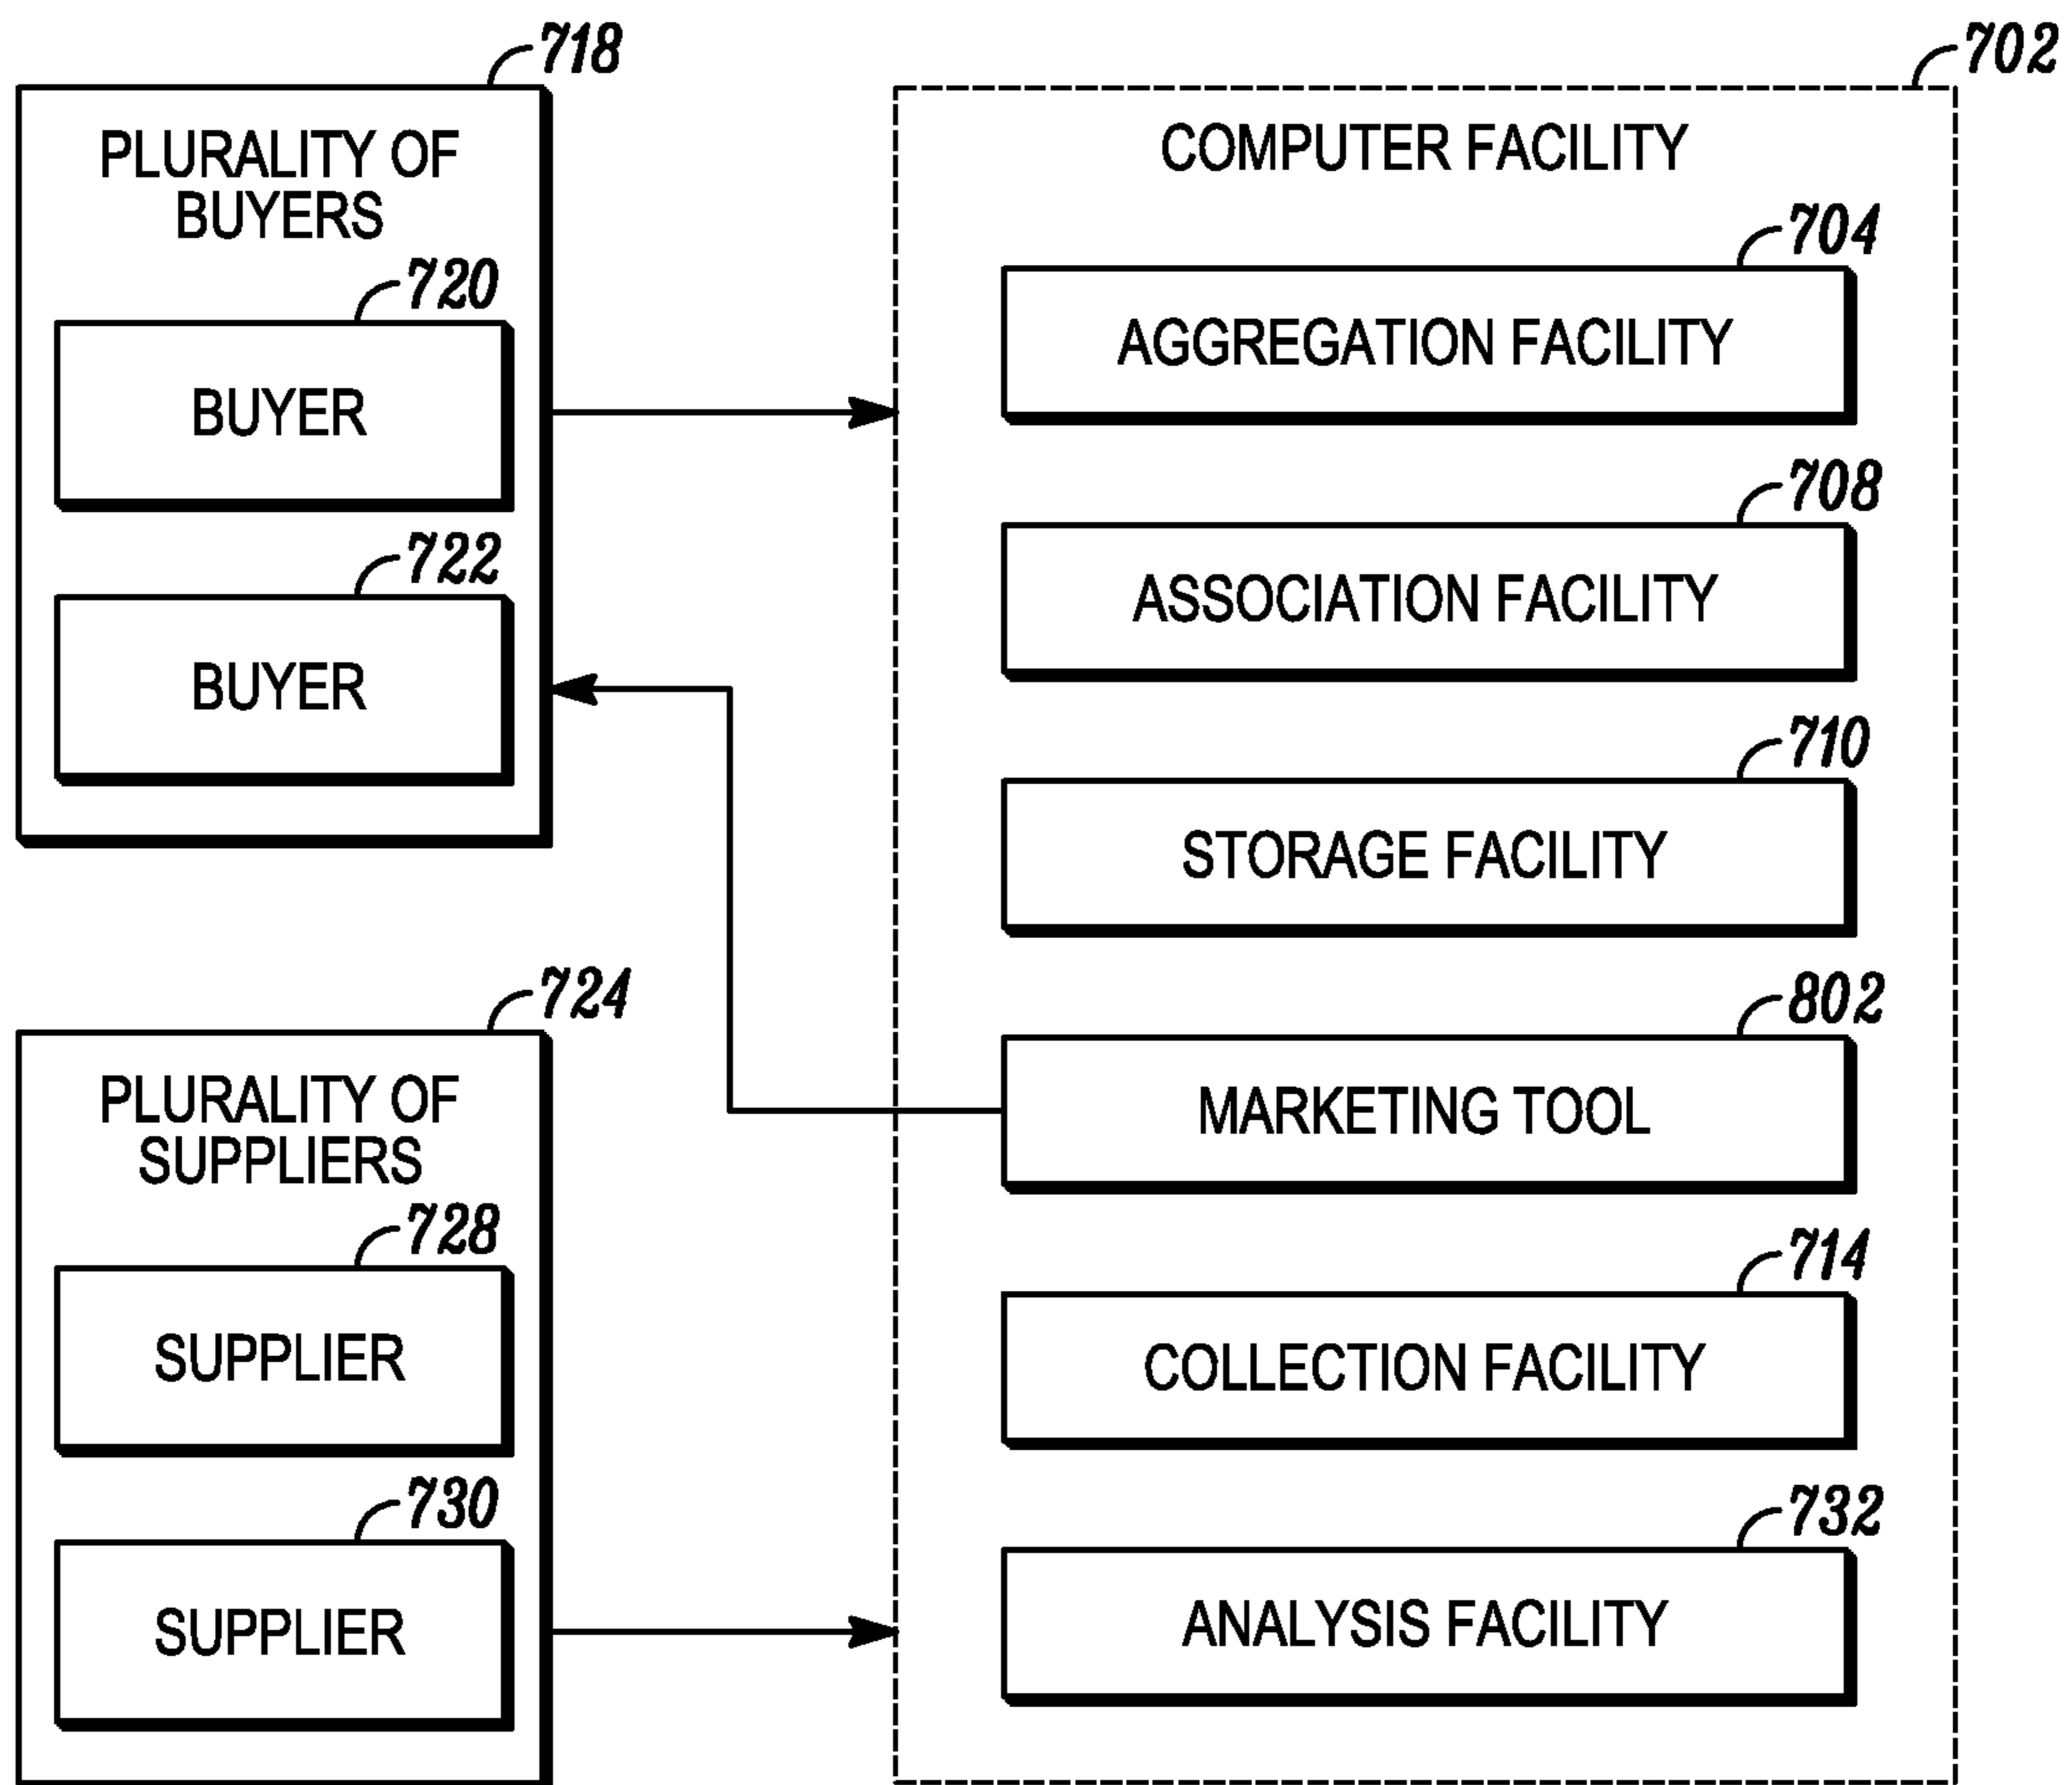 718
PLURALITY OF
BUYERS
720
BUYER
722
BUYER
724
PLURALITY OF
SUPPLIERS
728
SUPPLIER
730
SUPPLIER
702
COMPUTER FACILITY
704
AGGREGATION FACILITY
708
ASSOCIATION FACILITY
710
STORAGE FACILITY
802
MARKETING TOOL
714
COLLECTION FACILITY
732
ANALYSIS FACILITY